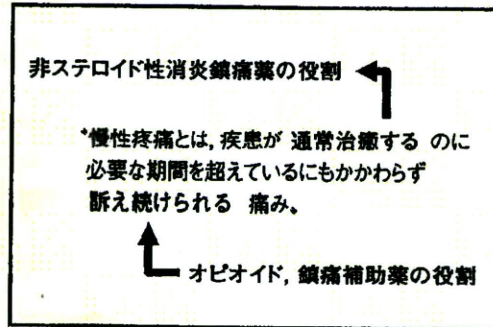 非ステロイド性消炎鎮痛薬の役割
*慢性疼痛とは,疾患が 通常治癒する のに
必要な期間を超えているにもかかわらず
訴え続けられる 痛み。
オピオイド,鎮痛補助薬の役割